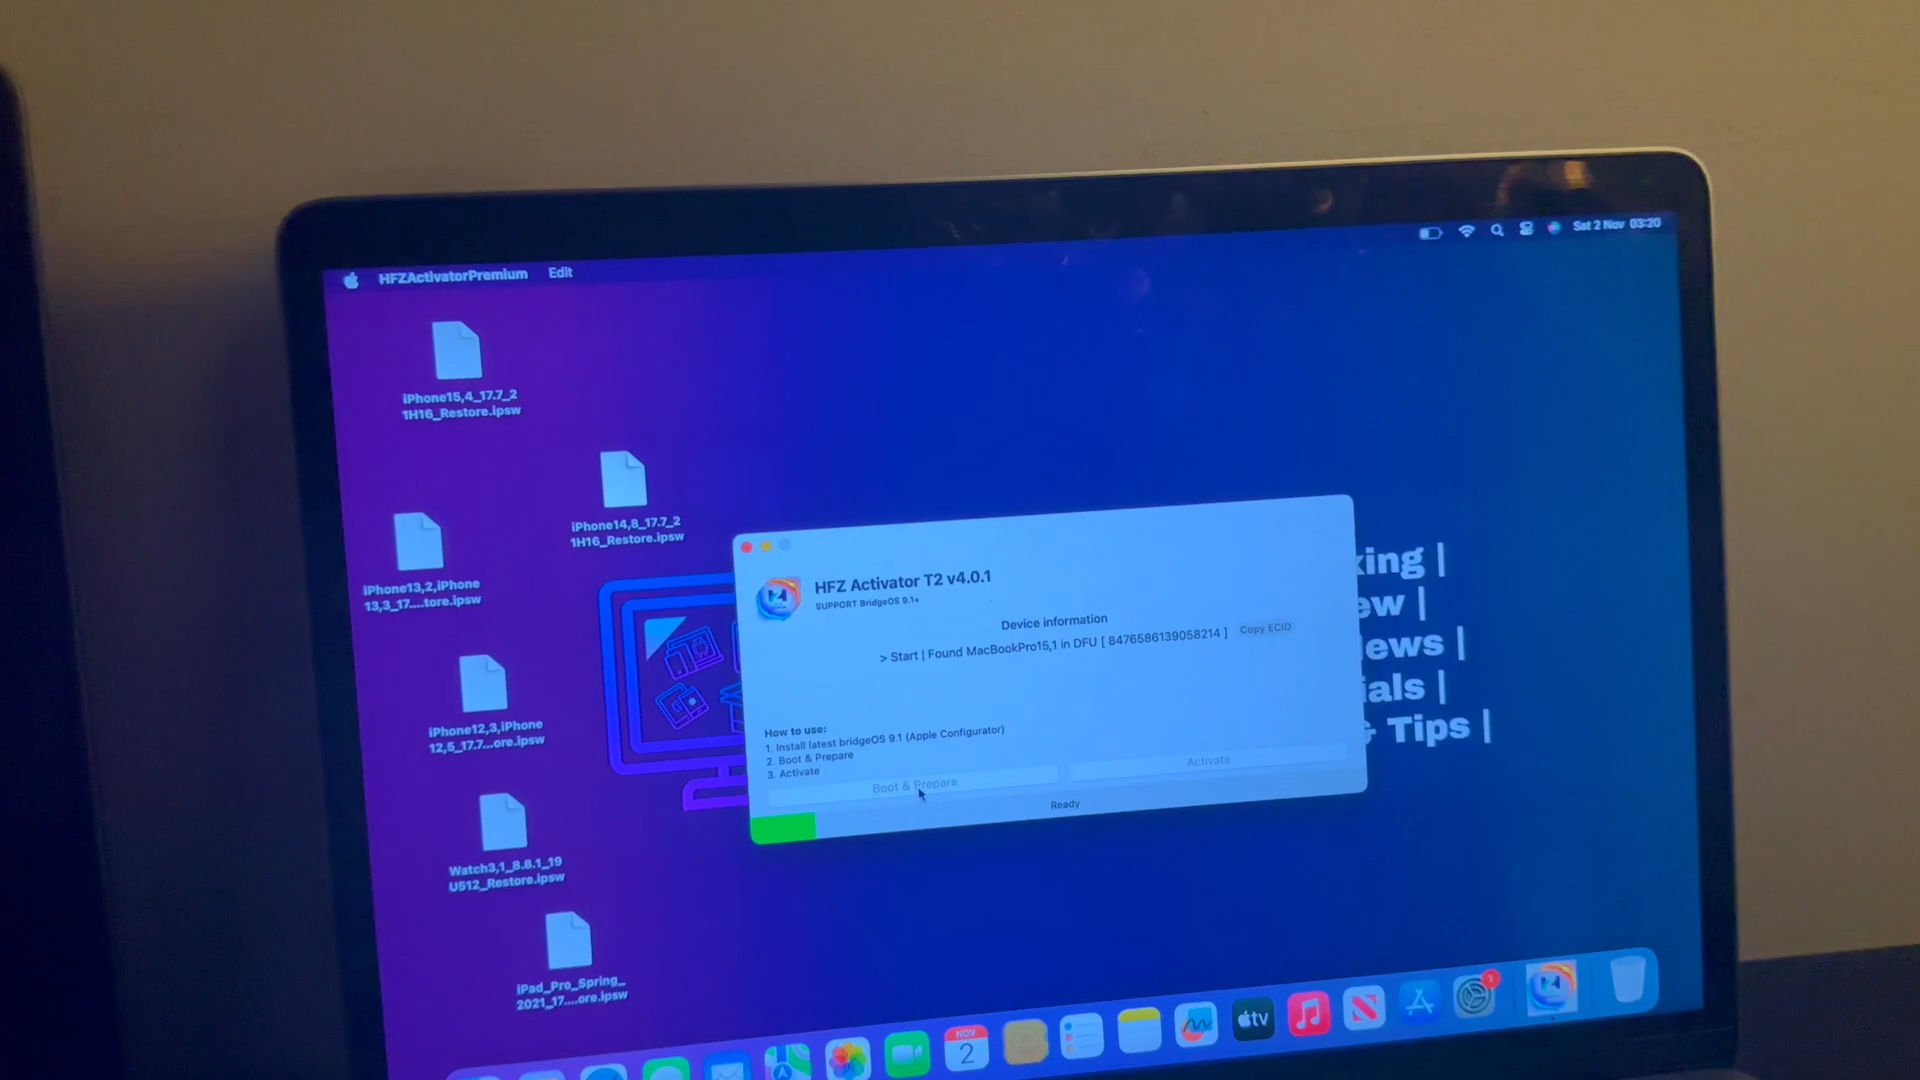 HFZActivatorPremium Edit
Sat 2 Nov 03:20
iPhone15,4_17.7_2
1H16_Restore.ipsw
iPhone14,8_17.7_2
1H16_Restore.ipsw
iPhone13,2,iPhone
13,3_17....tore.ipsw
iPhone12,3,iPhone
12,5_17.7...ore.ipsw
Watch3,1_8.8.1_19
U512_Restore.ipsw
iPad_Pro_Spring_
2021_17....ore.ipsw
HFZ Activator T2 v4.0.1
SUPPORT BridgeOS 9.1+
Device information
> Start | Found MacBookPro15,1 in DFU [ 8476586139058214 ] Copy ECID
How to use:
1. Install latest bridgeOS 9.1 (Apple Configurator)
2. Boot & Prepare
3. Activate
Boot & Prepare
Activate
Ready
king |
ew |
lews |
ials |
& Tips |
NOV
2
tv
1